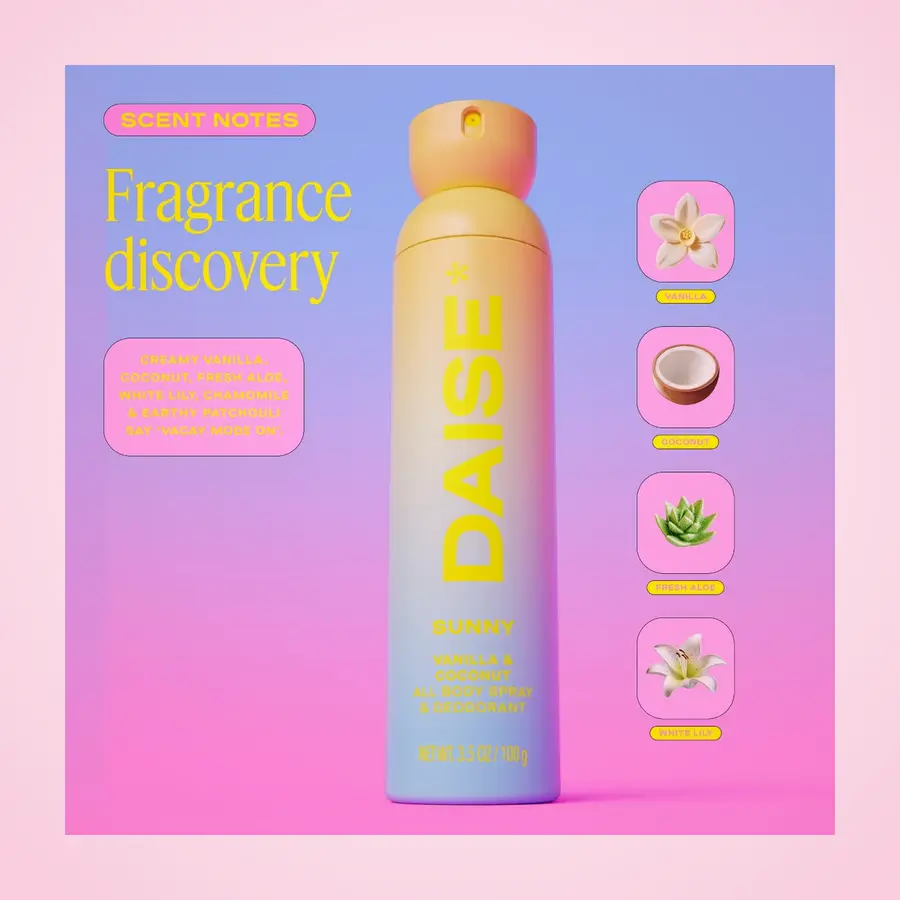 SCENT NOTES
Fragrance
discovery
CREAMY VANILLA,
COCONUT, FRESH ALOE,
WHITE LILY, CHAMOMILE
& EARTHY PATCHOULI
SAY "VACAY MODE ON".
DAISE*
SUNNY
VANILLA &
COCONUT
ALL BODY SPRAY
& DEODORANT
NET WT. 3.5 OZ / 100 g
VANILLA
COCONUT
FRESH ALOE
WHITE LILY